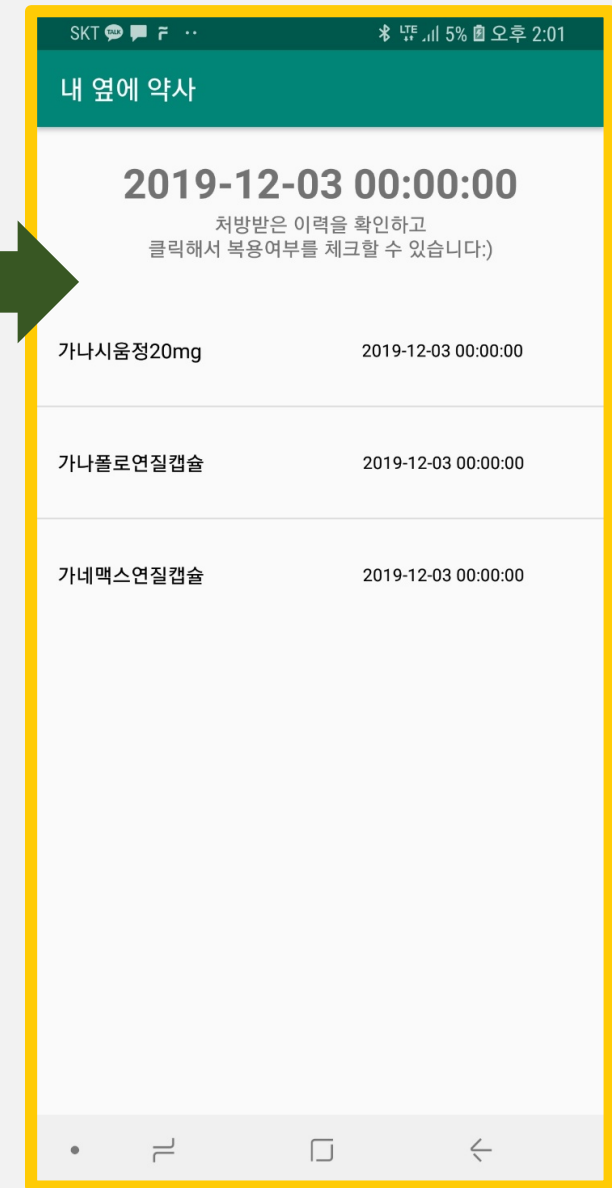 SKT TALK .. LTE 5% 오후 2:01
내 옆에 약사
2019-12-03 00:00:00
처방받은 이력을 확인하고
클릭해서 복용여부를 체크할 수 있습니다:)
가나시움정20mg 2019-12-03 00:00:00
가나폴로연질캡슐 2019-12-03 00:00:00
가네맥스연질캡슐 2019-12-03 00:00:00